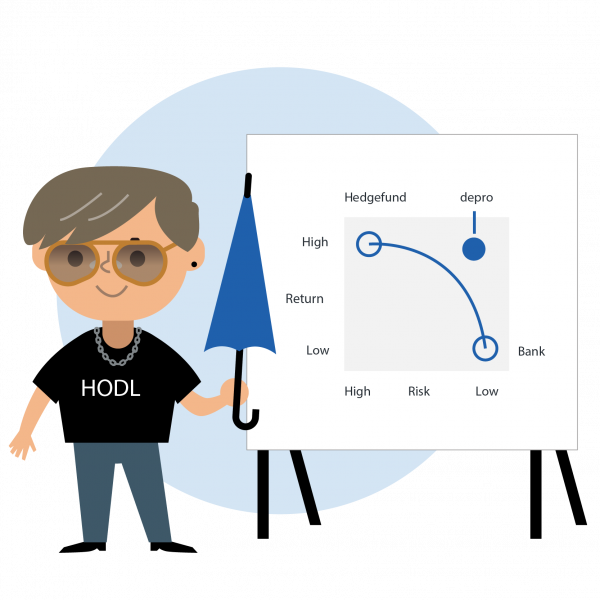 Hedgefund depro
High
Return
Low
Bank
High Risk Low
HODL